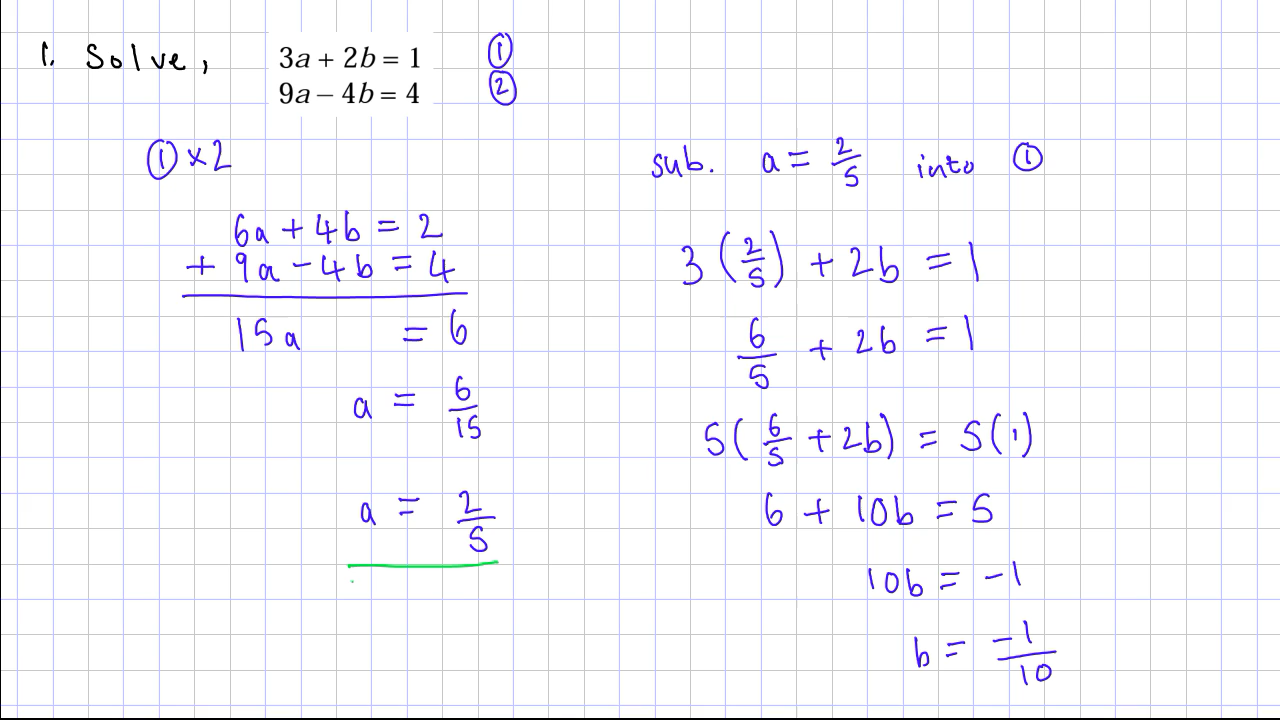 1. Solve, 3a + 2b = 1 ①
9a − 4b = 4 ②
① × 2
6a + 4b = 2
+ 9a − 4b = 4
15a = 6
a = 6/15
a = 2/5
sub. a = 2/5 into ①
3(2/5) + 2b = 1
6/5 + 2b = 1
5(6/5 + 2b) = 5(1)
6 + 10b = 5
10b = −1
b = −1/10